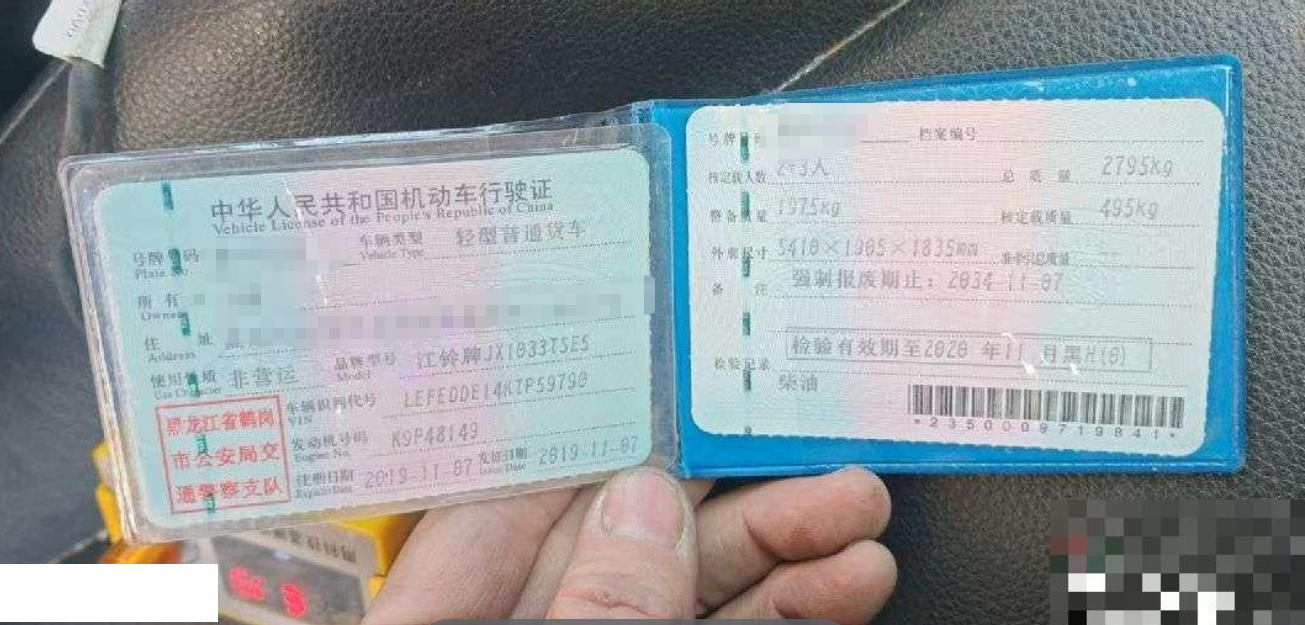 中华人民共和国机动车行驶证
Vehicle License of the People's Republic of China
号牌号码
Plate No.
车辆类型 轻型普通货车
Vehicle Type
所有
Owner
住 址
Address
使用性质 非营运
Use Character
品牌型号 江铃牌JX1033TSE5
Model
车辆识别代号
VIN
发动机号码 K9P48149
Engine No.
注册日期 2019-11-07 发证日期 2019-11-07
Register Date Issue Date
黑龙江省鹤岗
市公安局交
通警察支队
号牌号码 档案编号
核定载人数 2+3人 总 质 量 2795kg
整备质量 1975kg 核定载质量 495kg
外廓尺寸 5410×1905×1835mm 准牵引总质量
备 注 强制报废期止：2034-11-07
检验记录 检验有效期至2020 年11 月黑H(0)
柴油
*2350009719841*